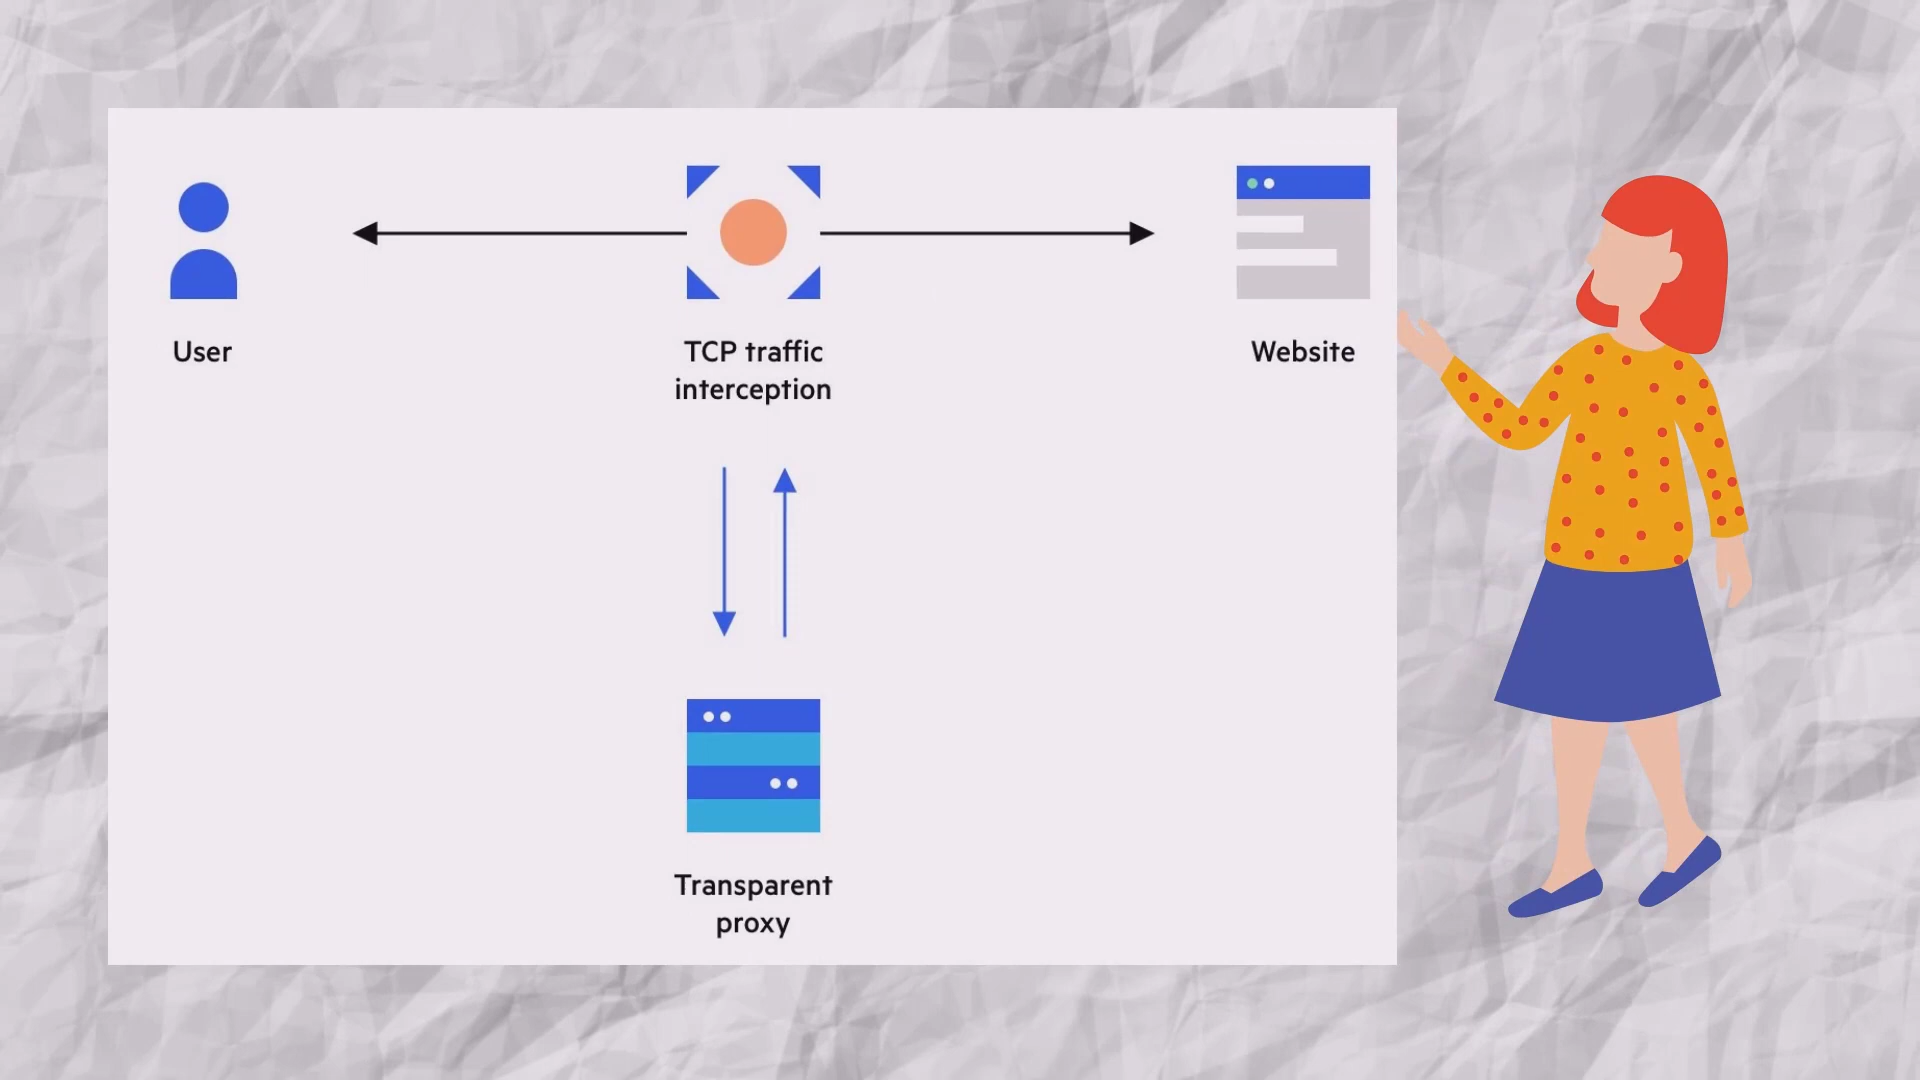 User
TCP traffic
interception
Website
Transparent
proxy